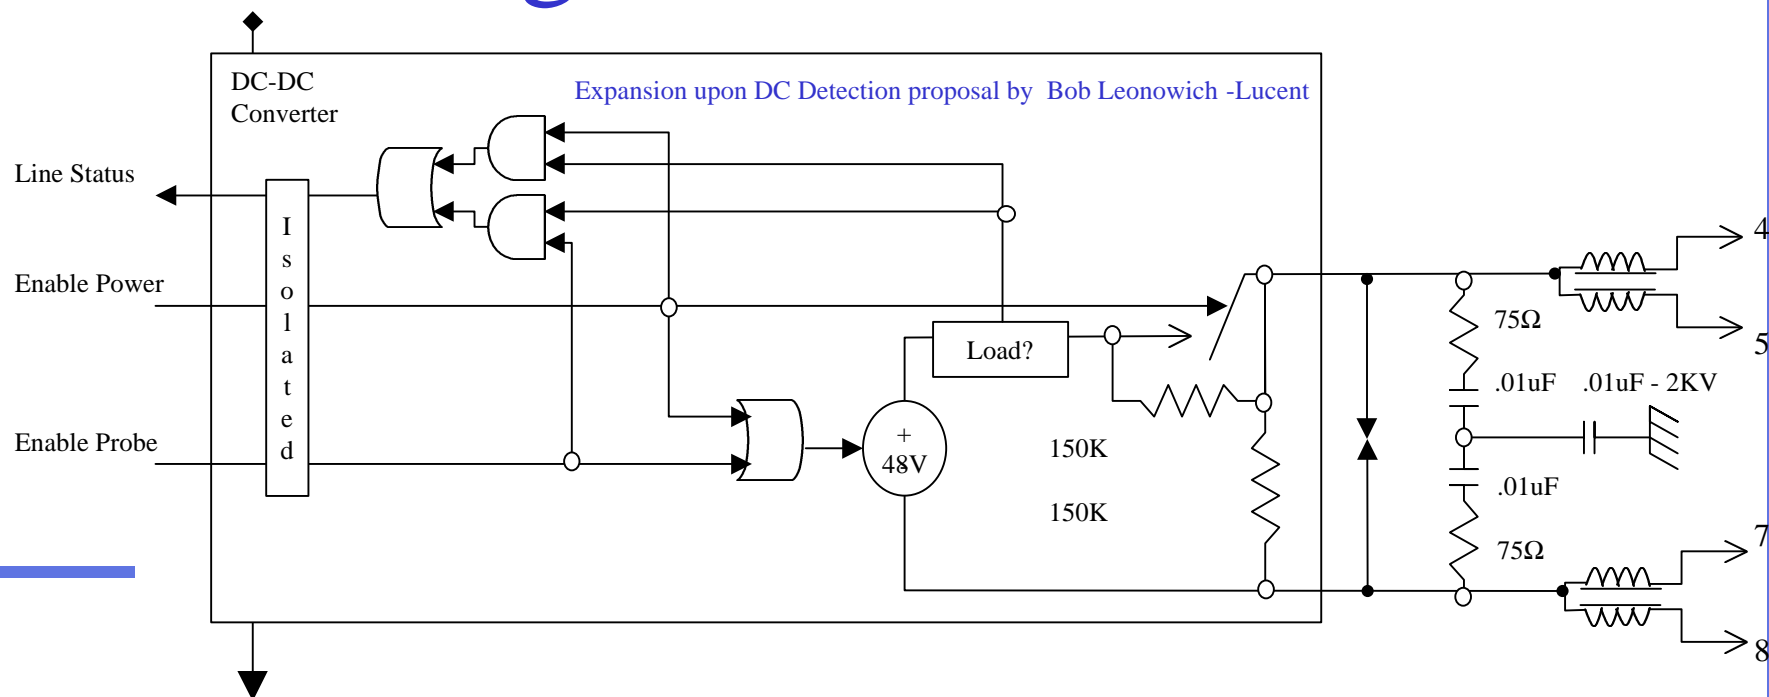 DC-DC
Converter
Expansion upon DC Detection proposal by Bob Leonowich -Lucent
Line Status
Isolated
Enable Power
Enable Probe
Load?
+
48V
-
150K
150K
75Ω
.01uF
.01uF - 2KV
.01uF
75Ω
4
5
7
8